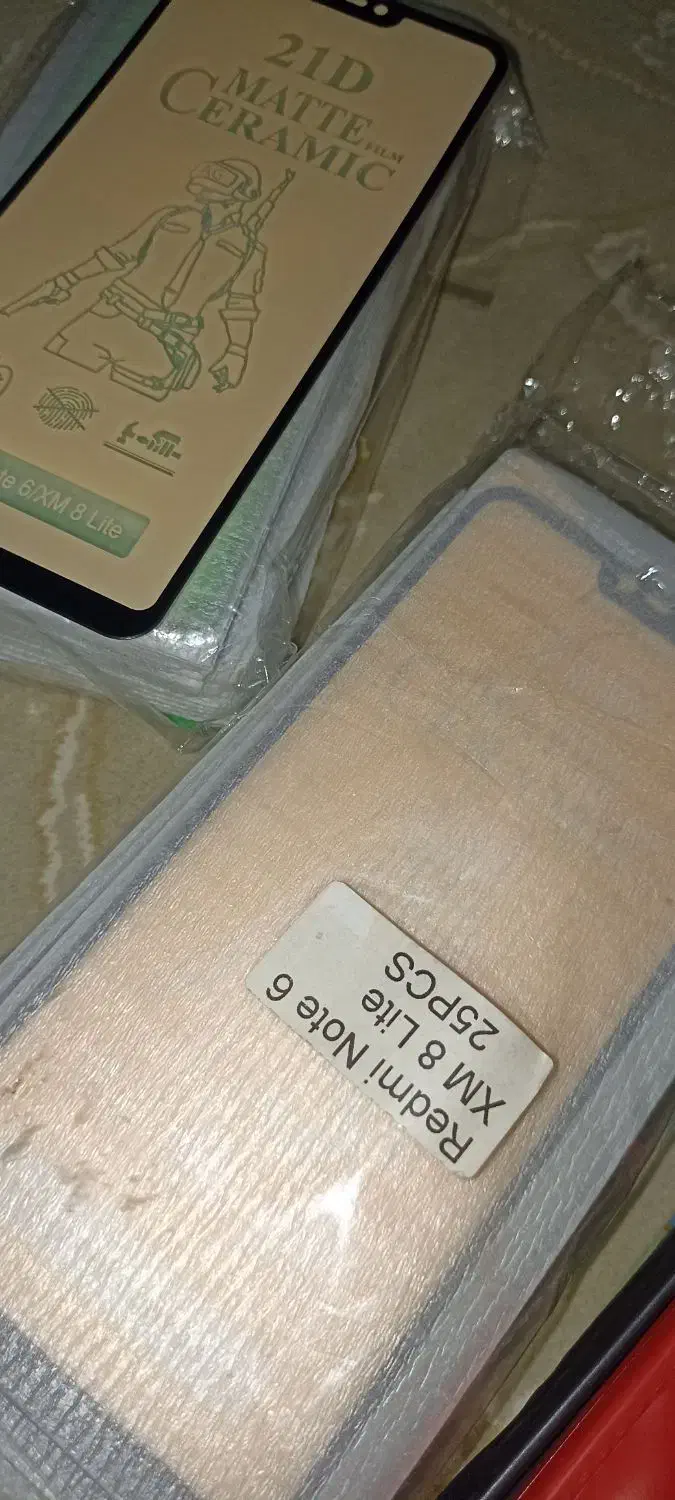 21D
MATTE FILM
CERAMIC
te 6/XM 8 Lite
Redmi Note 6
XM 8 Lite
25PCS